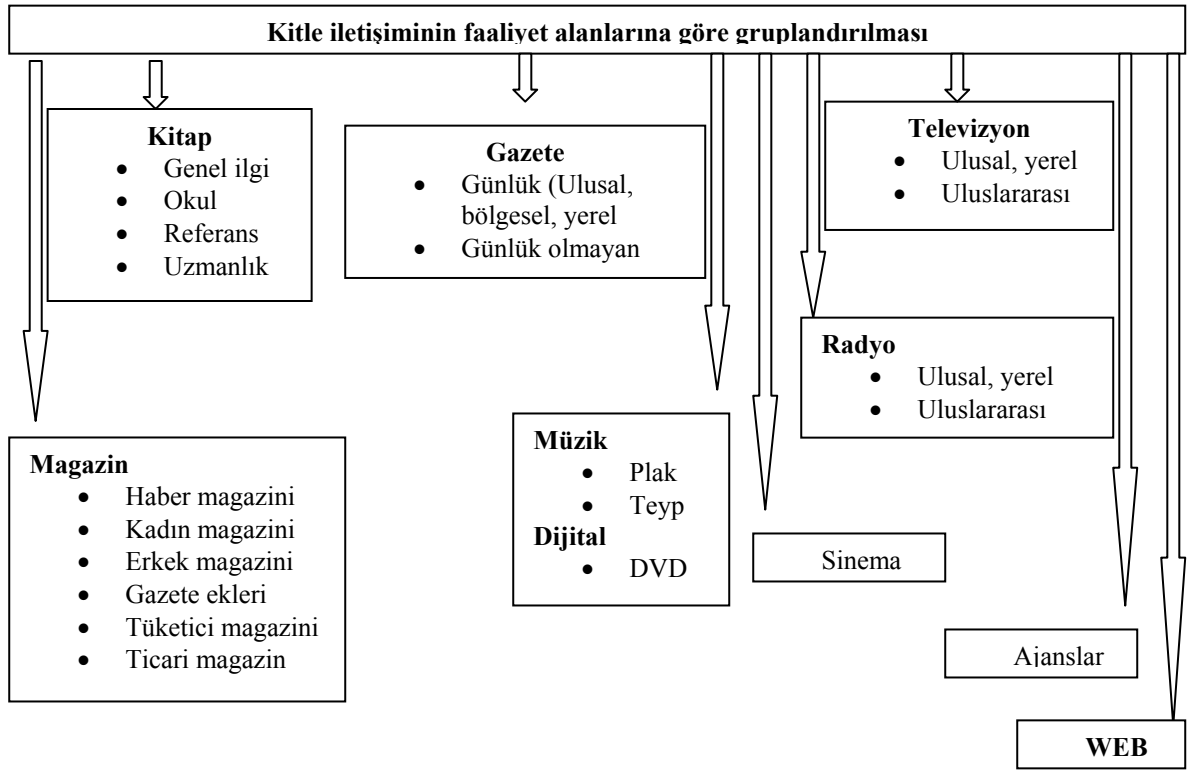 Kitle iletişiminin faaliyet alanlarına göre gruplandırılması
Kitap
• Genel ilgi
• Okul
• Referans
• Uzmanlık
Gazete
• Günlük (Ulusal,
bölgesel, yerel
• Günlük olmayan
Televizyon
• Ulusal, yerel
• Uluslararası
Radyo
• Ulusal, yerel
• Uluslararası
Magazin
• Haber magazini
• Kadın magazini
• Erkek magazini
• Gazete ekleri
• Tüketici magazini
• Ticari magazin
Müzik
• Plak
• Teyp
Dijital
• DVD
Sinema
Ajanslar
WEB